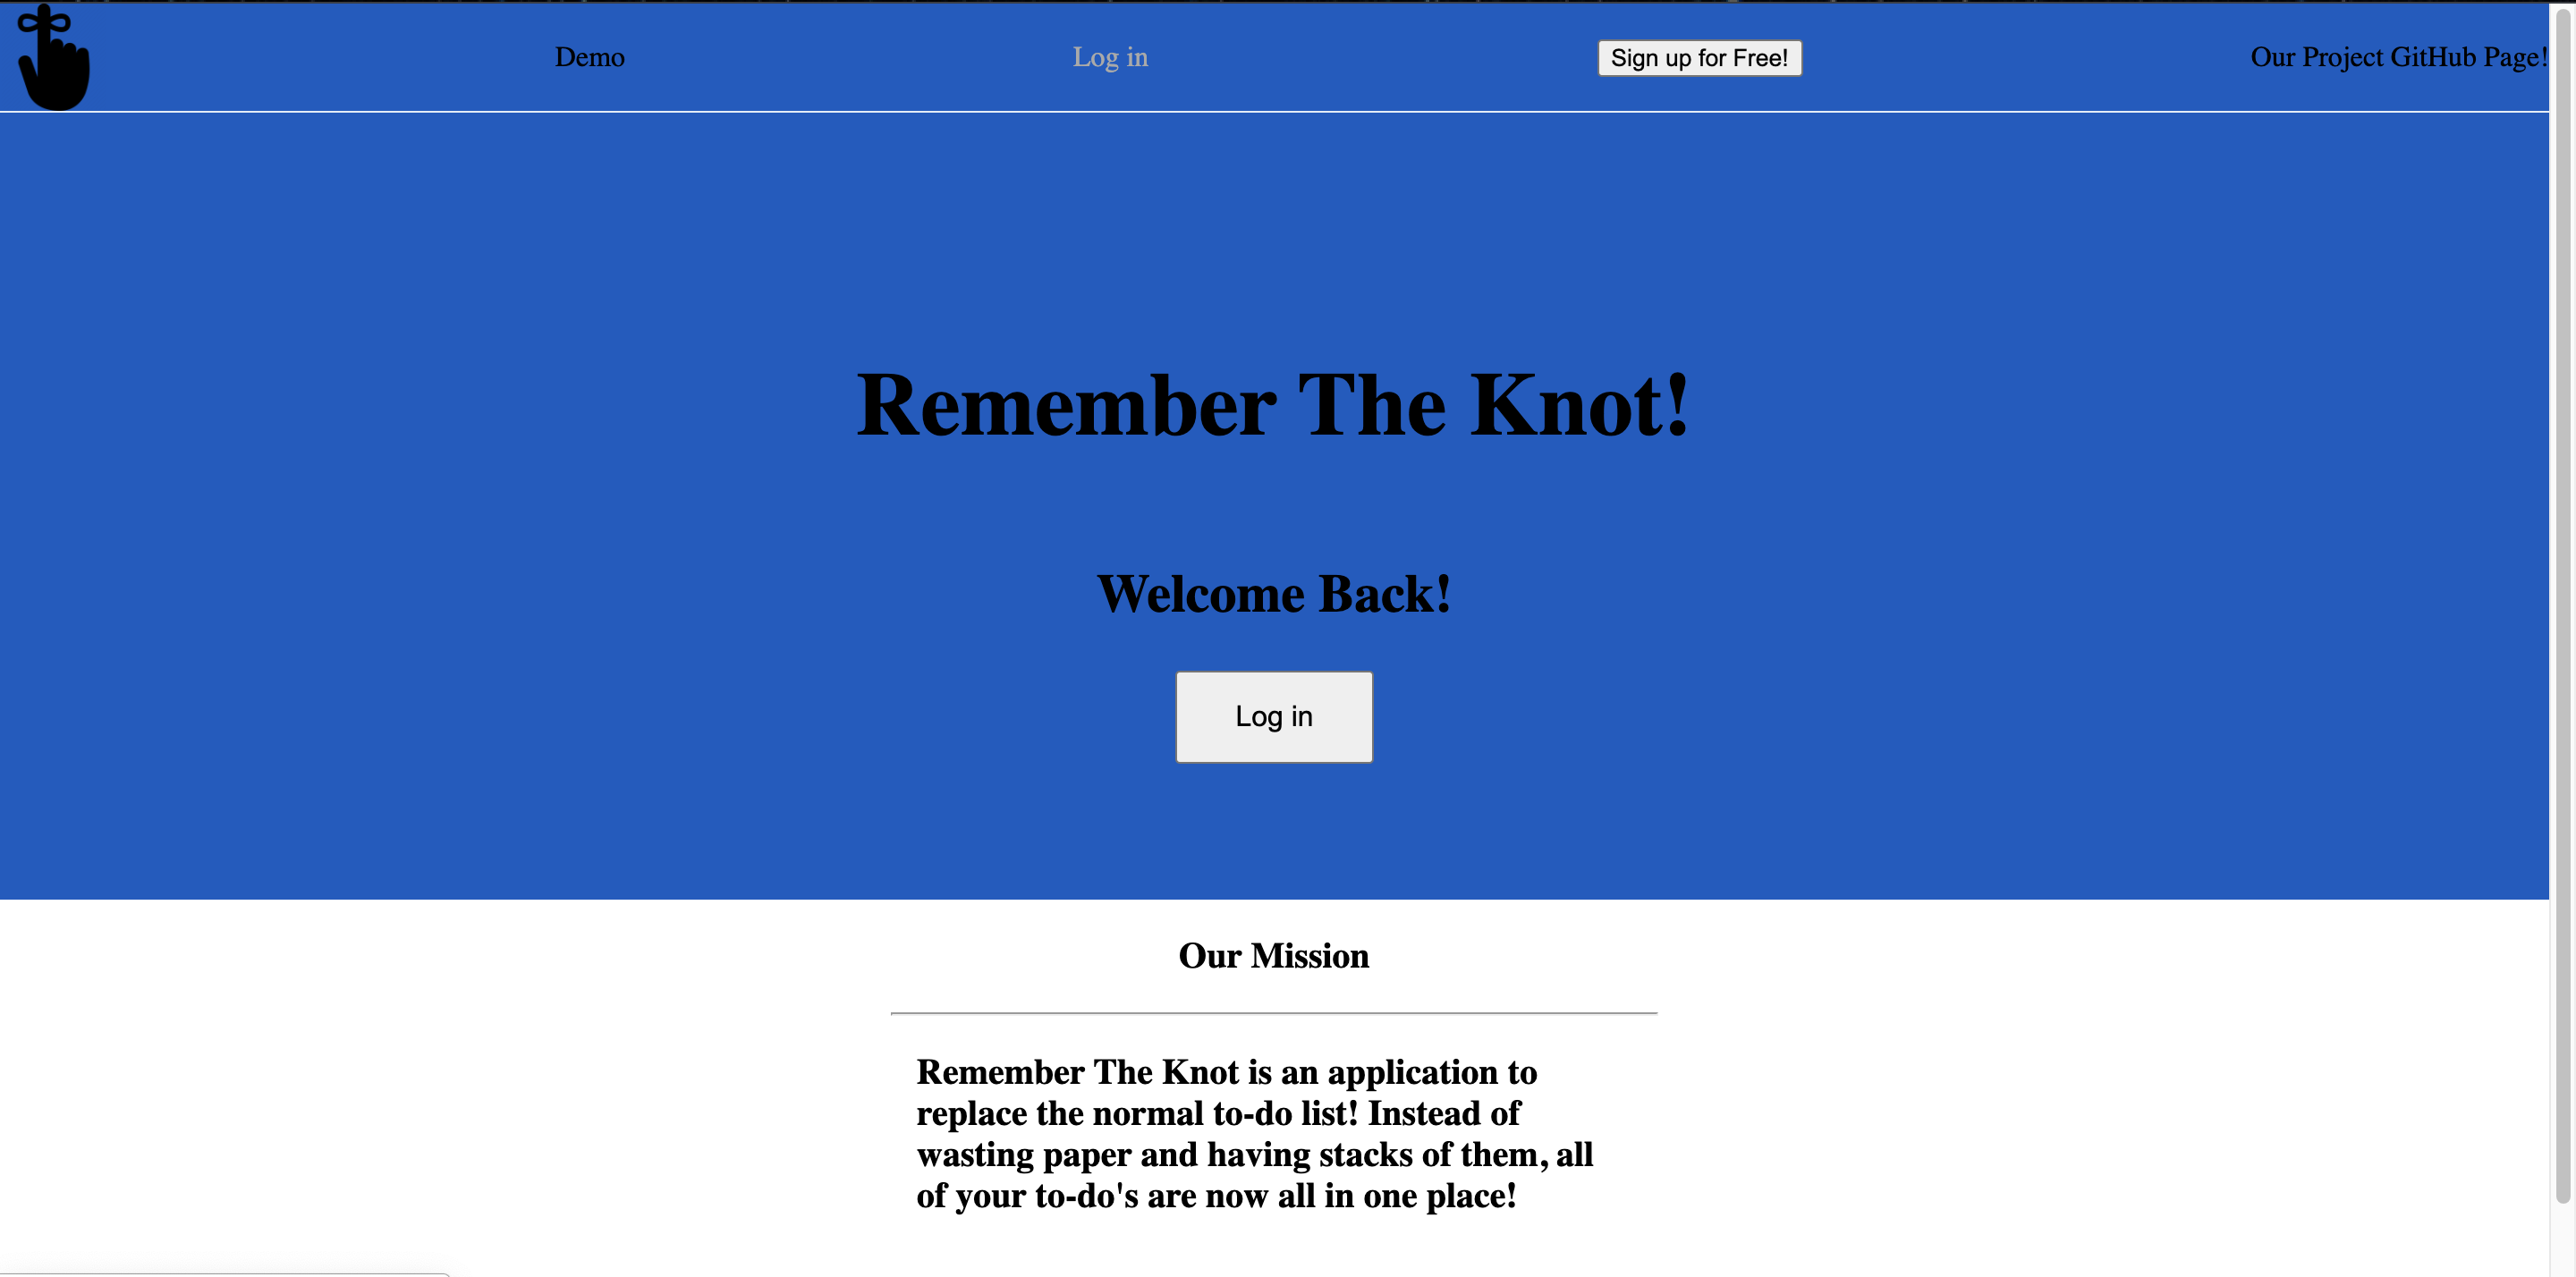 Demo
Log in
Sign up for Free!
Our Project GitHub Page!
Remember The Knot!
Welcome Back!
Log in
Our Mission
Remember The Knot is an application to
replace the normal to-do list! Instead of
wasting paper and having stacks of them, all
of your to-do's are now all in one place!